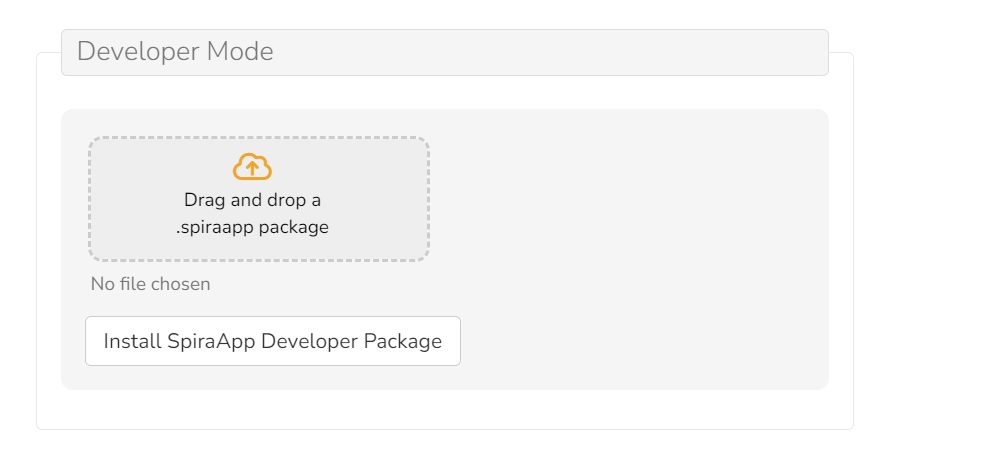 Developer Mode
Drag and drop a
.spiraapp package
No file chosen
Install SpiraApp Developer Package